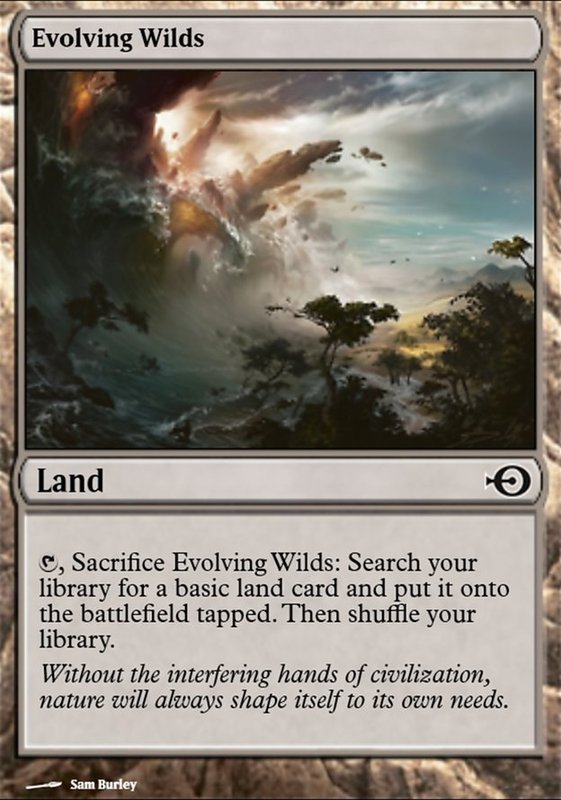 Evolving Wilds
Land
, Sacrifice Evolving Wilds: Search your
library for a basic land card and put it onto
the battlefield tapped. Then shuffle your
library.
Without the interfering hands of civilization,
nature will always shape itself to its own needs.
Sam Burley